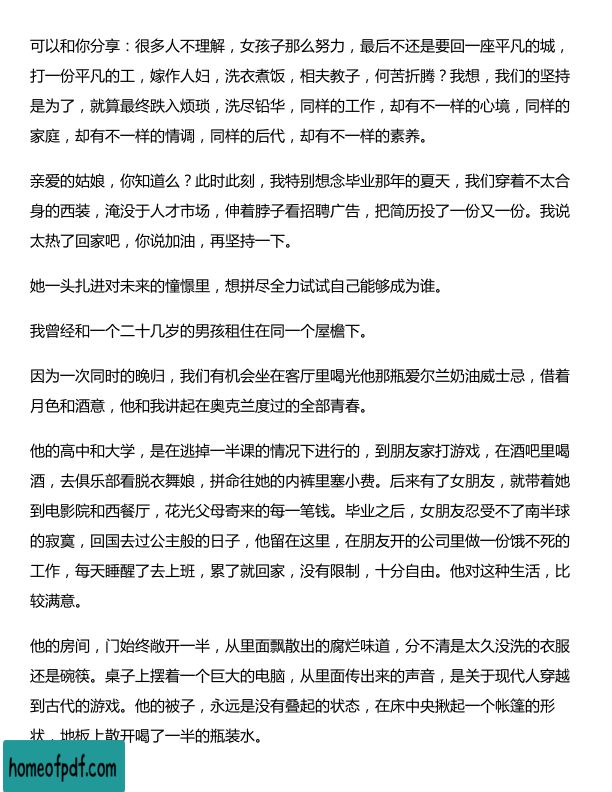 可以和你分享：很多人不理解，女孩子那么努力，最后不还是要回一座平凡的城，
打一份平凡的工，嫁作人妇，洗衣煮饭，相夫教子，何苦折腾？我想，我们的坚持
是为了，就算最终跌入烦琐，洗尽铅华，同样的工作，却有不一样的心境，同样的
家庭，却有不一样的情调，同样的后代，却有不一样的素养。
亲爱的姑娘，你知道么？此时此刻，我特别想念毕业那年的夏天，我们穿着不太合
身的西装，淹没于人才市场，伸着脖子看招聘广告，把简历投了一份又一份。我说
太热了回家吧，你说加油，再坚持一下。
她一头扎进对未来的憧憬里，想拼尽全力试试自己能够成为谁。
我曾经和一个二十几岁的男孩租住在同一个屋檐下。
因为一次同时的晚归，我们有机会坐在客厅里喝光他那瓶爱尔兰奶油威士忌，借着
月色和酒意，他和我讲起在奥克兰度过的全部青春。
他的高中和大学，是在逃掉一半课的情况下进行的，到朋友家打游戏，在酒吧里喝
酒，去俱乐部看脱衣舞娘，拼命往她的内裤里塞小费。后来有了女朋友，就带着她
到电影院和西餐厅，花光父母寄来的每一笔钱。毕业之后，女朋友忍受不了南半球
的寂寞，回国去过公主般的日子，他留在这里，在朋友开的公司里做一份饿不死的
工作，每天睡醒了去上班，累了就回家，没有限制，十分自由。他对这种生活，比
较满意。
他的房间，门始终敞开一半，从里面飘散出的腐烂味道，分不清是太久没洗的衣服
还是碗筷。桌子上摆着一个巨大的电脑，从里面传出来的声音，是关于现代人穿越
到古代的游戏。他的被子，永远是没有叠起的状态，在床中央揪起一个帐篷的形
状，地板上散开喝了一半的瓶装水。
homeofpdf.com